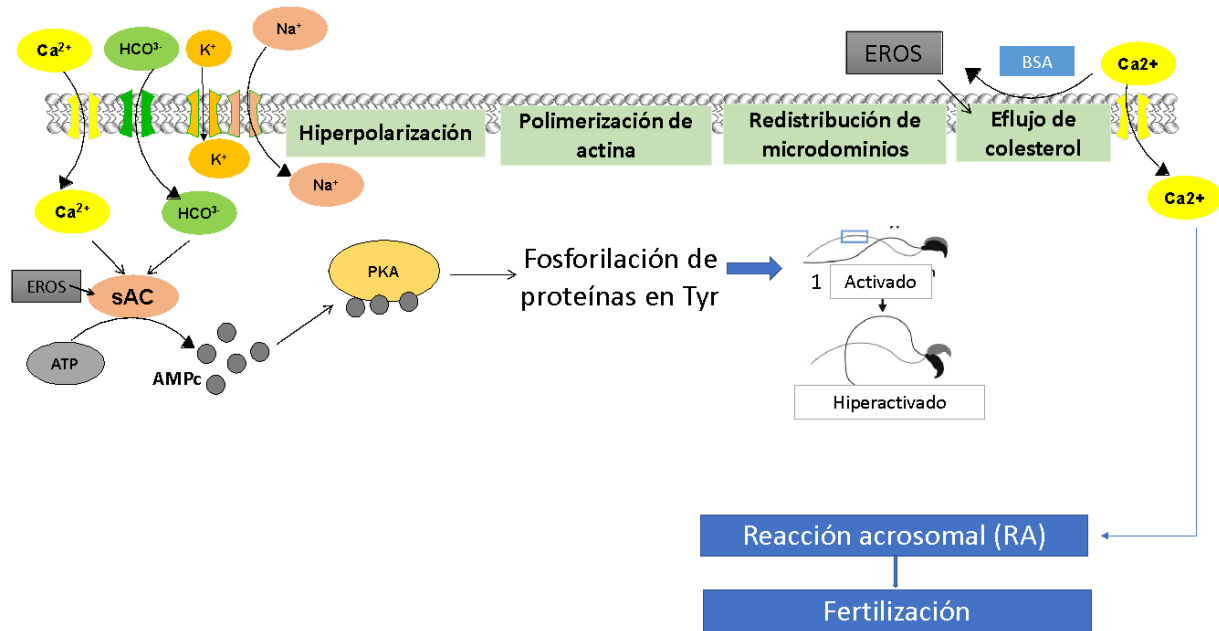 Ca²⁺
HCO³⁻
K⁺
Na⁺
EROS
BSA
Ca2+
Hiperpolarización
Polimerización de
actina
Redistribución de
microdominios
Eflujo de
colesterol
K⁺
Na⁺
Ca²⁺
HCO³⁻
Ca2+
EROS
sAC
ATP
AMPc
PKA
Fosforilación de
proteínas en Tyr
1
Activado
Hiperactivado
Reacción acrosomal (RA)
Fertilización